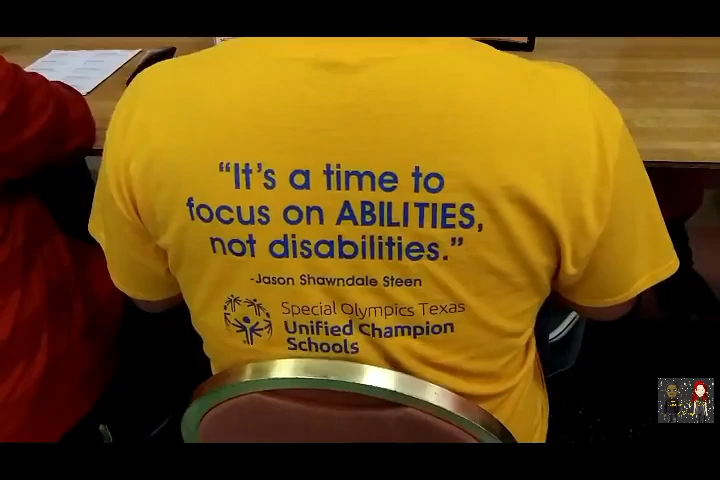 “It's a time to
focus on ABILITIES,
not disabilities.”
-Jason Shawndale Steen
Special Olympics Texas
Unified Champion
Schools